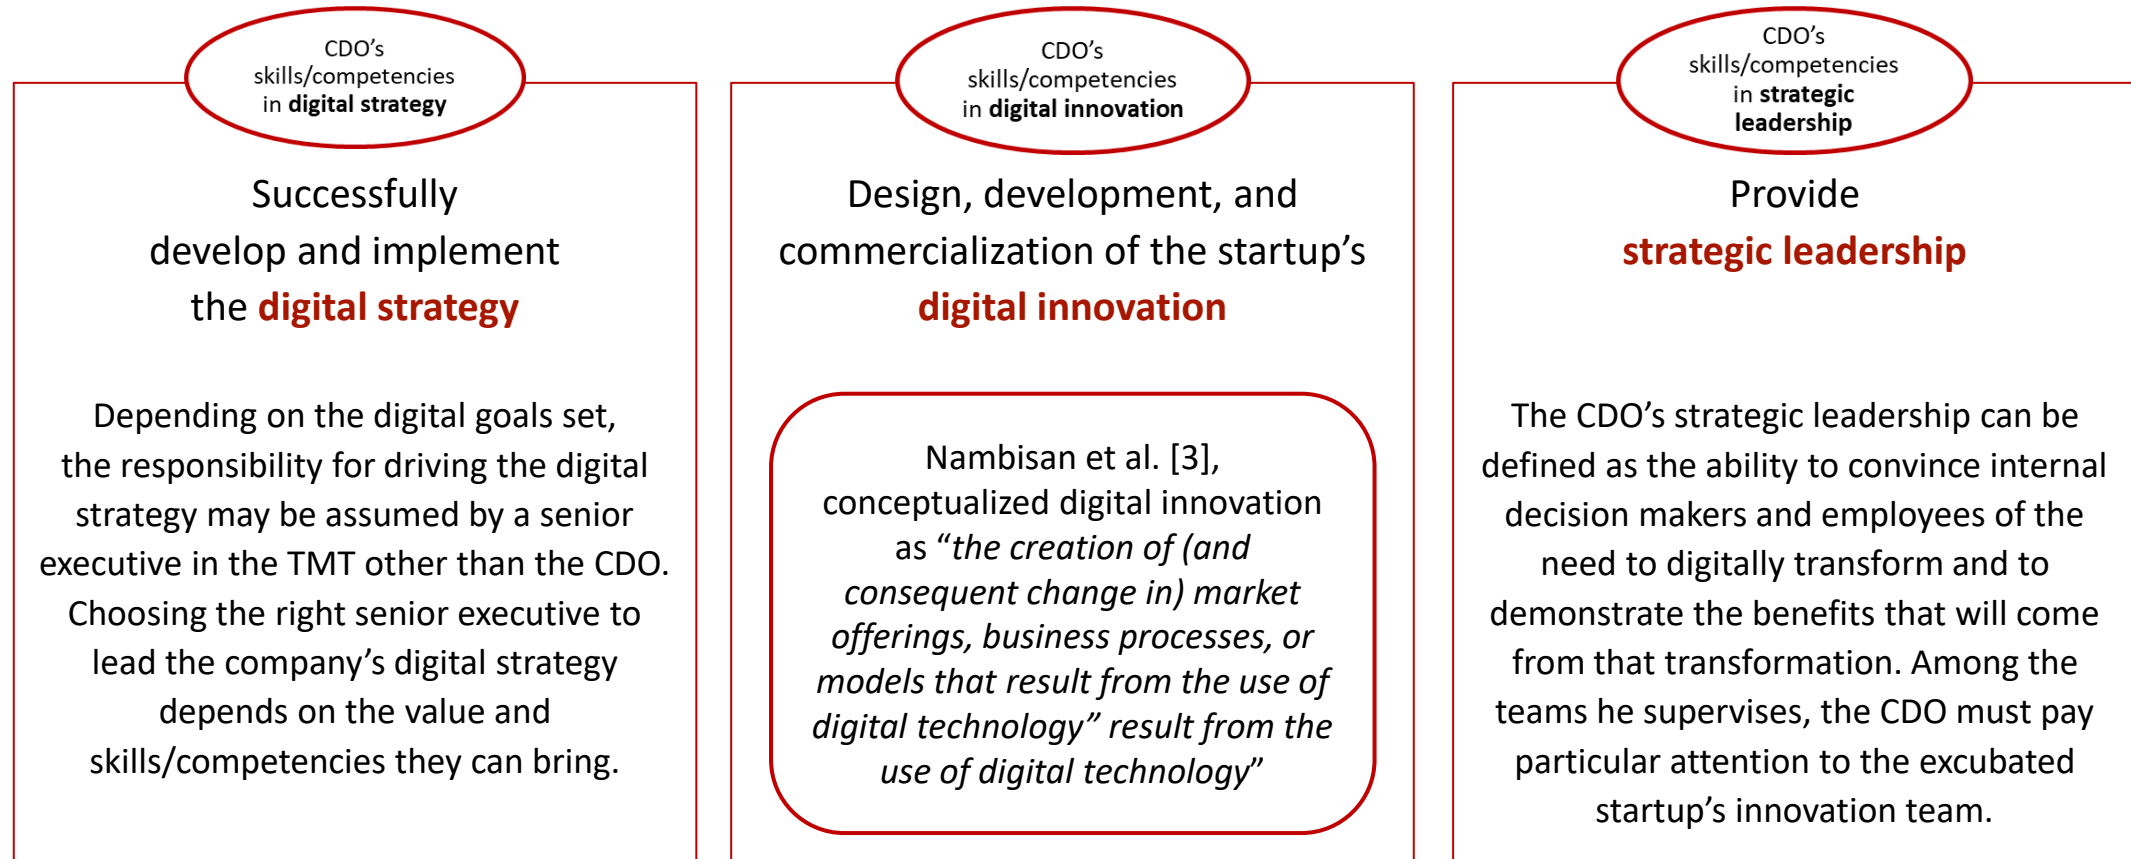 CDO's
skills/competencies
in digital strategy
Successfully
develop and implement
the digital strategy
Depending on the digital goals set,
the responsibility for driving the digital
strategy may be assumed by a senior
executive in the TMT other than the CDO.
Choosing the right senior executive to
lead the company's digital strategy
depends on the value and
skills/competencies they can bring.
CDO's
skills/competencies
in digital innovation
Design, development, and
commercialization of the startup's
digital innovation
Nambisan et al. [3],
conceptualized digital innovation
as “the creation of (and
consequent change in) market
offerings, business processes, or
models that result from the use of
digital technology” result from the
use of digital technology”
CDO's
skills/competencies
in strategic
leadership
Provide
strategic leadership
The CDO's strategic leadership can be
defined as the ability to convince internal
decision makers and employees of the
need to digitally transform and to
demonstrate the benefits that will come
from that transformation. Among the
teams he supervises, the CDO must pay
particular attention to the excubated
startup's innovation team.